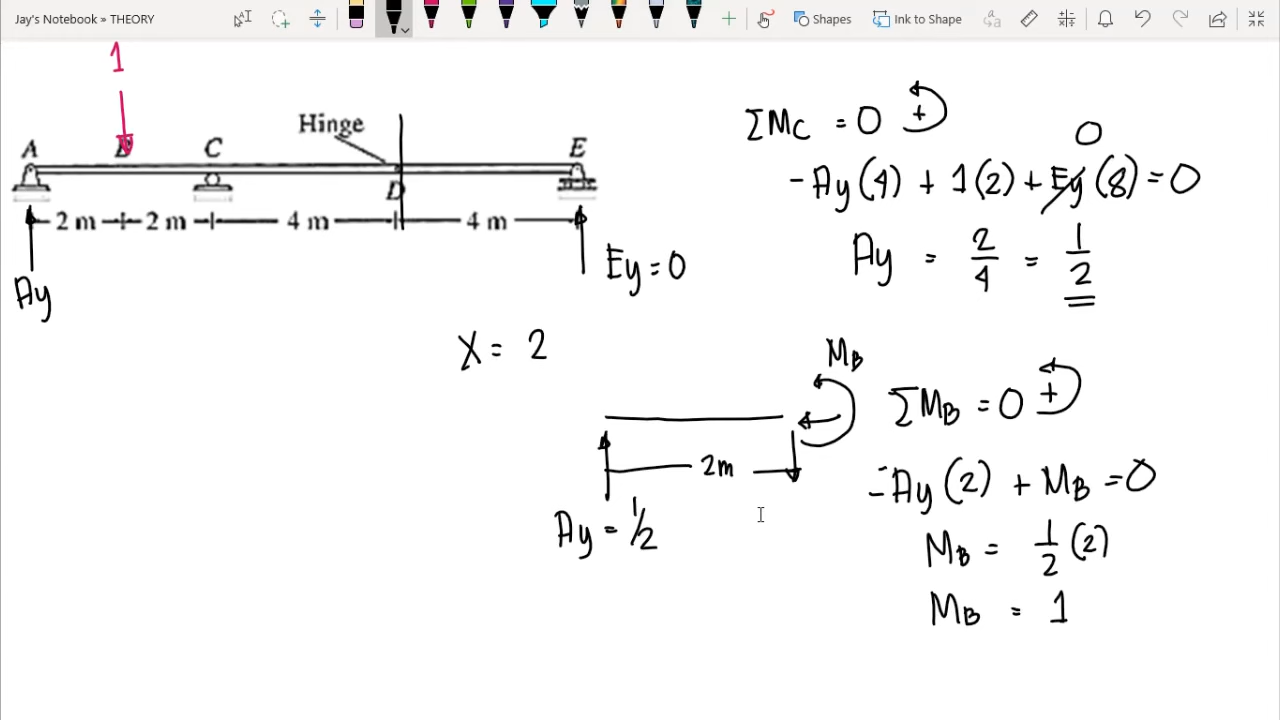 Jay's Notebook » THEORY
Shapes
Ink to Shape
1
Hinge
A
C
E
D
2 m
2 m
4 m
4 m
Ay
Ey = 0
ΣMc = 0 +
0
-Ay(4) + 1(2) + Ey(8) = 0
Ay = 2/4 = 1/2
X = 2
MB
2m
Ay = 1/2
ΣMB = 0 +
-Ay(2) + MB = 0
MB = 1/2 (2)
MB = 1